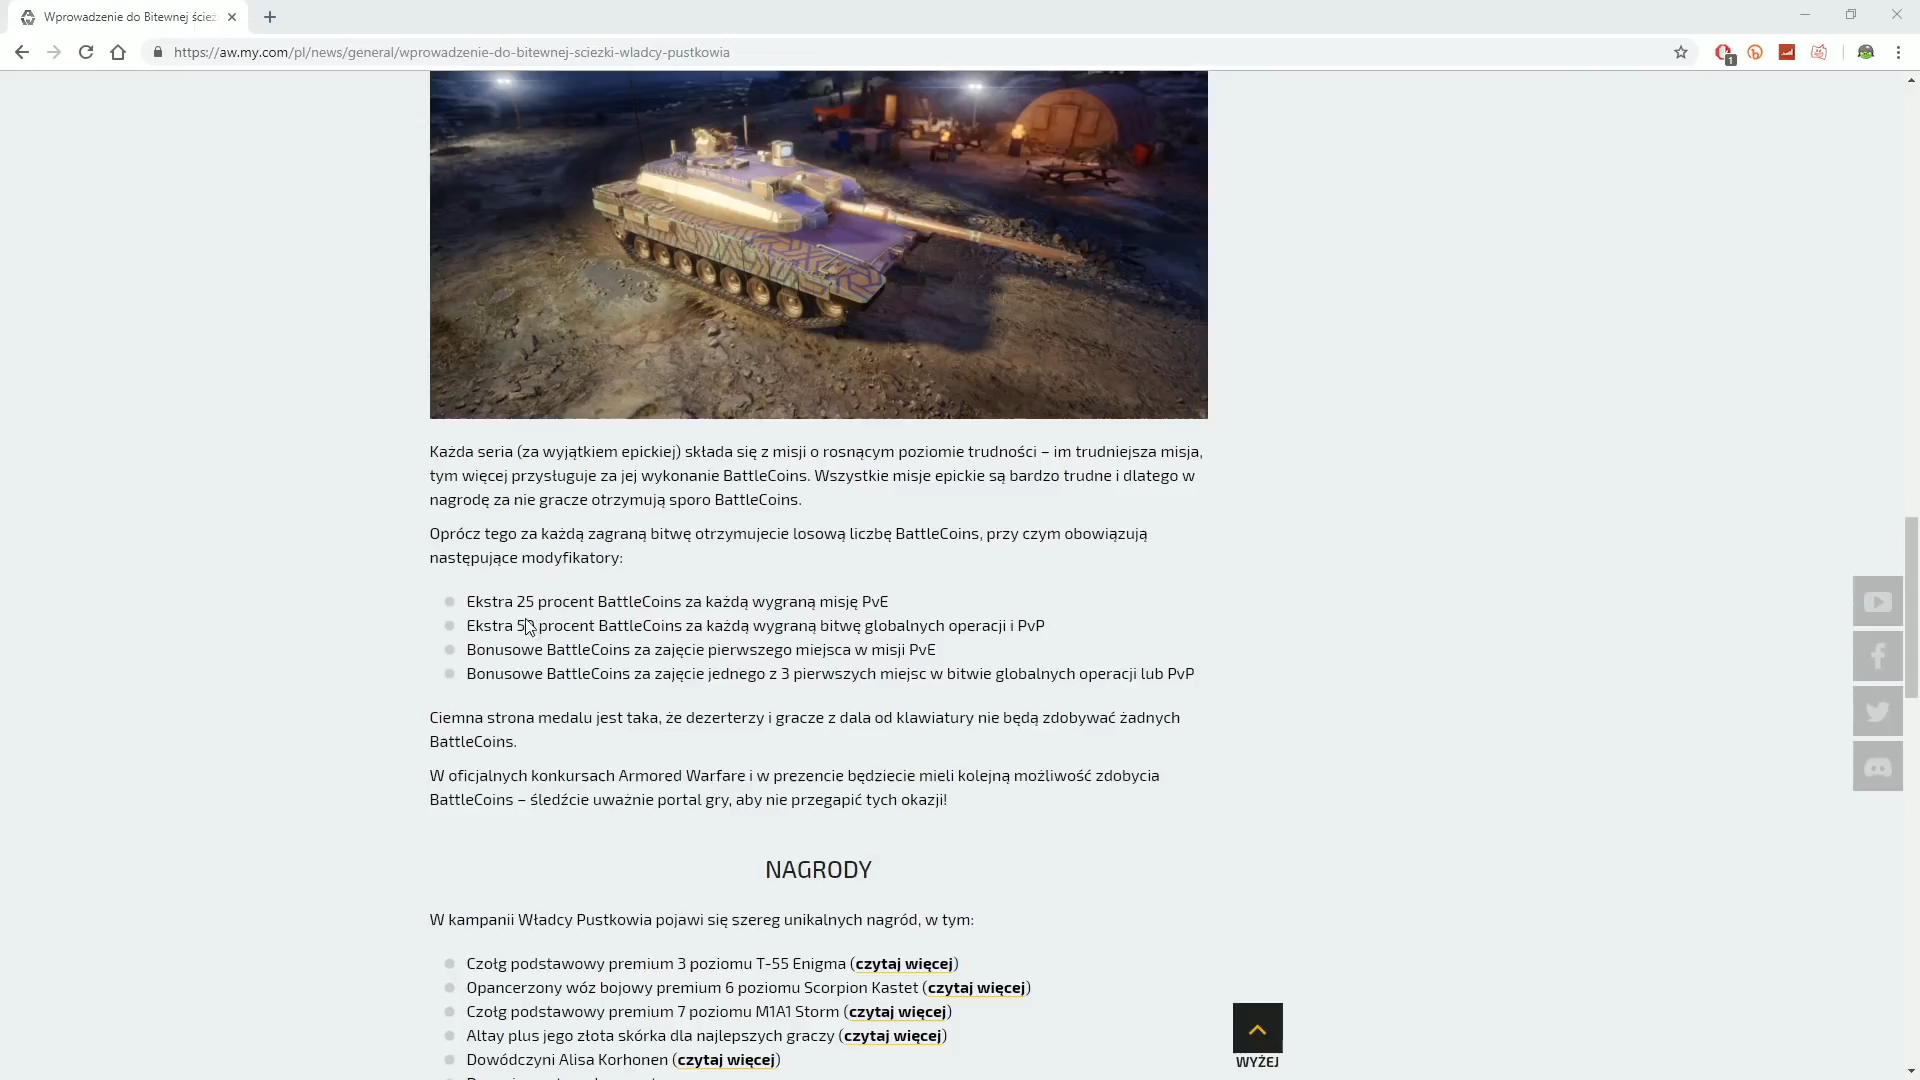 Wprowadzenie do Bitewnej ścież
https://aw.my.com/pl/news/general/wprowadzenie-do-bitewnej-sciezki-wladcy-pustkowia
1
Każda seria (za wyjątkiem epickiej) składa się z misji o rosnącym poziomie trudności – im trudniejsza misja,
tym więcej przysługuje za jej wykonanie BattleCoins. Wszystkie misje epickie są bardzo trudne i dlatego w
nagrodę za nie gracze otrzymują sporo BattleCoins.
Oprócz tego za każdą zagraną bitwę otrzymujecie losową liczbę BattleCoins, przy czym obowiązują
następujące modyfikatory:
Ekstra 25 procent BattleCoins za każdą wygraną misję PvE
Ekstra procent BattleCoins za każdą wygraną bitwę globalnych operacji i PvP
Bonusowe BattleCoins za zajęcie pierwszego miejsca w misji PvE
Bonusowe BattleCoins za zajęcie jednego z 3 pierwszych miejsc w bitwie globalnych operacji lub PvP
Ciemna strona medalu jest taka, że dezerterzy i gracze z dala od klawiatury nie będą zdobywać żadnych
BattleCoins.
W oficjalnych konkursach Armored Warfare i w prezencie będziecie mieli kolejną możliwość zdobycia
BattleCoins – śledźcie uważnie portal gry, aby nie przegapić tych okazji!
NAGRODY
W kampanii Władcy Pustkowia pojawi się szereg unikalnych nagród, w tym:
Czołg podstawowy premium 3 poziomu T-55 Enigma (czytaj więcej)
Opancerzony wóz bojowy premium 6 poziomu Scorpion Kastet (czytaj więcej)
Czołg podstawowy premium 7 poziomu M1A1 Storm (czytaj więcej)
Altay plus jego złota skórka dla najlepszych graczy (czytaj więcej)
Dowódczyni Alisa Korhonen (czytaj więcej)
WYŻEJ